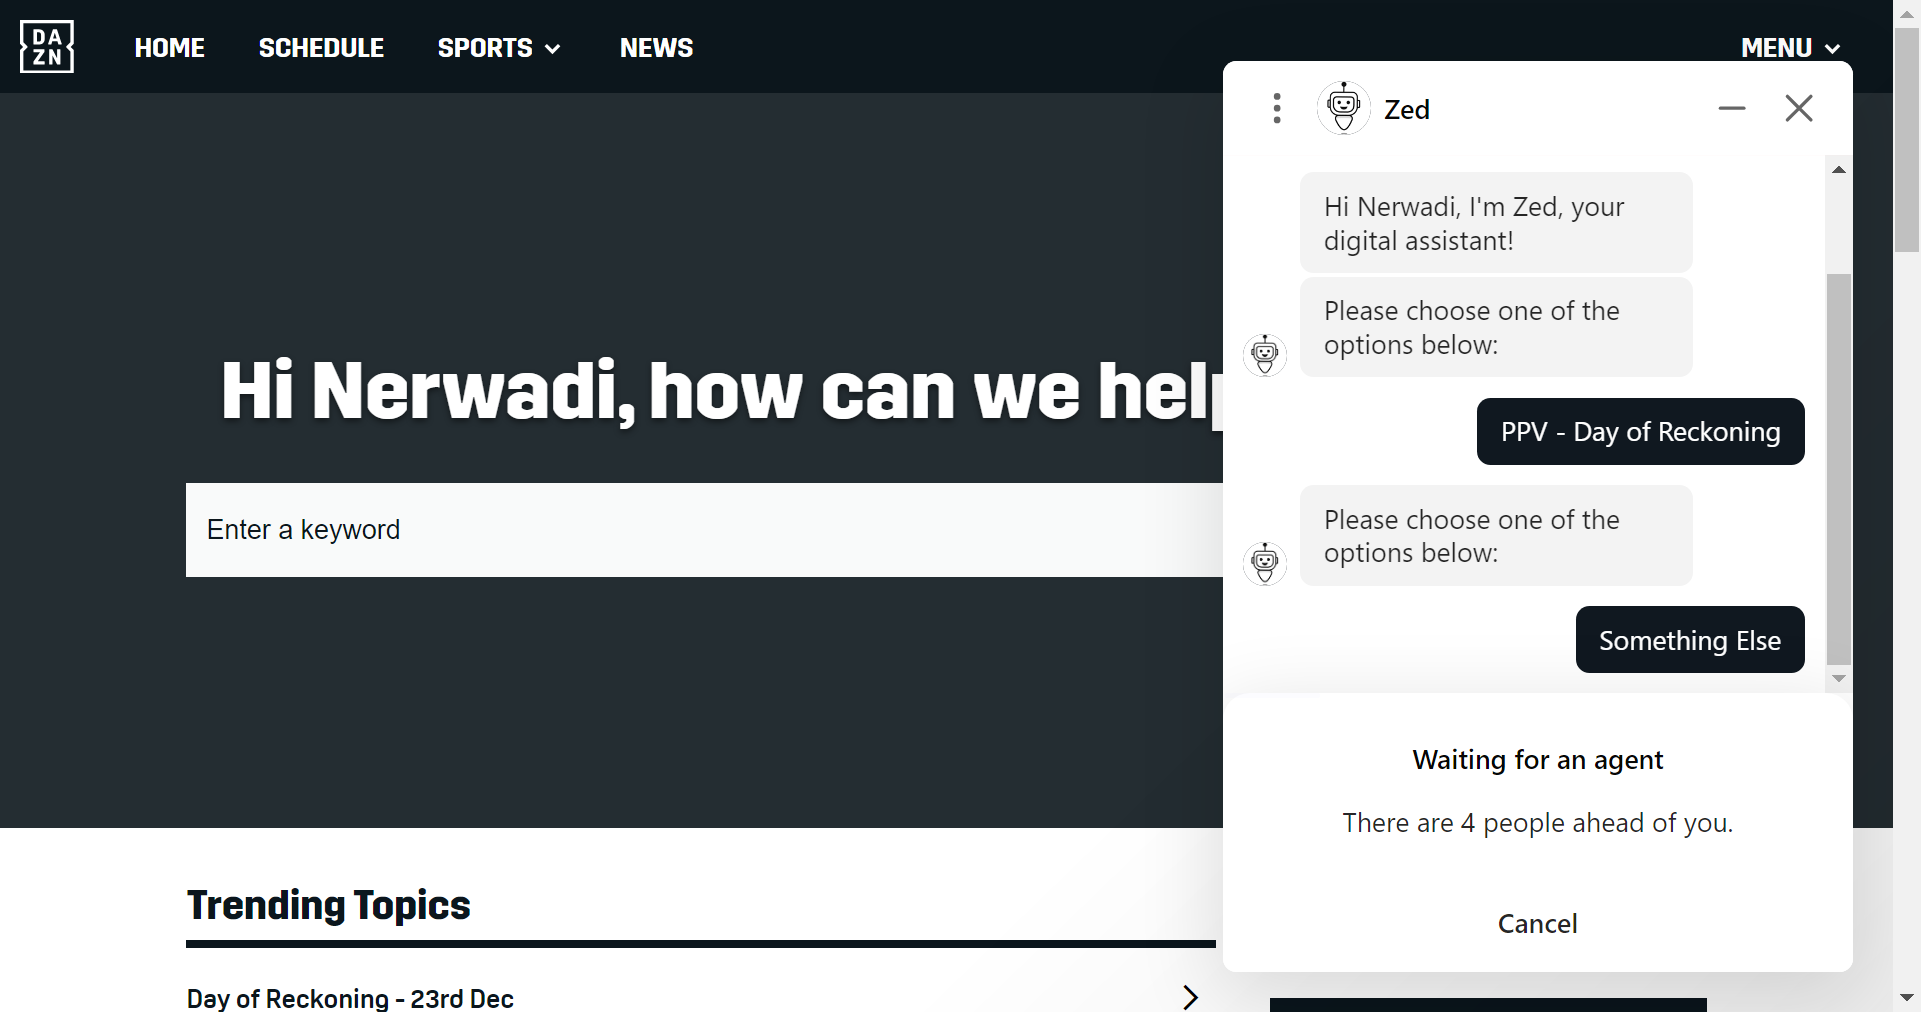 DA
ZN
HOME SCHEDULE SPORTS NEWS MENU
Hi Nerwadi, how can we help
Enter a keyword
Trending Topics
Day of Reckoning - 23rd Dec
Zed
Hi Nerwadi, I'm Zed, your
digital assistant!
Please choose one of the
options below:
PPV - Day of Reckoning
Please choose one of the
options below:
Something Else
Waiting for an agent
There are 4 people ahead of you.
Cancel